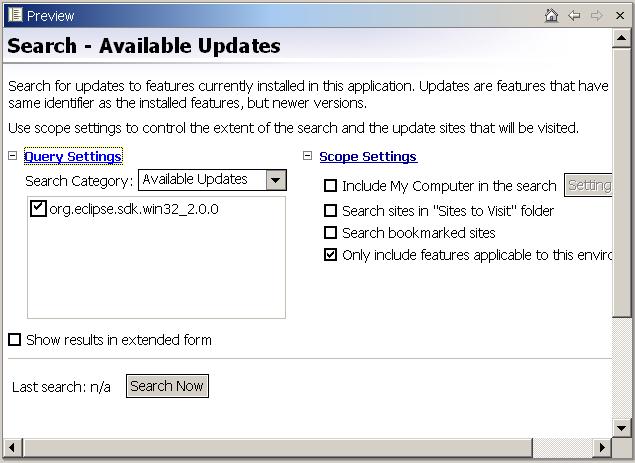 Preview
Search - Available Updates
Search for updates to features currently installed in this application. Updates are features that have
same identifier as the installed features, but newer versions.
Use scope settings to control the extent of the search and the update sites that will be visited.
Query Settings
Search Category: Available Updates
org.eclipse.sdk.win32_2.0.0
Scope Settings
Include My Computer in the search Setting
Search sites in "Sites to Visit" folder
Search bookmarked sites
Only include features applicable to this enviro
Show results in extended form
Last search: n/a Search Now